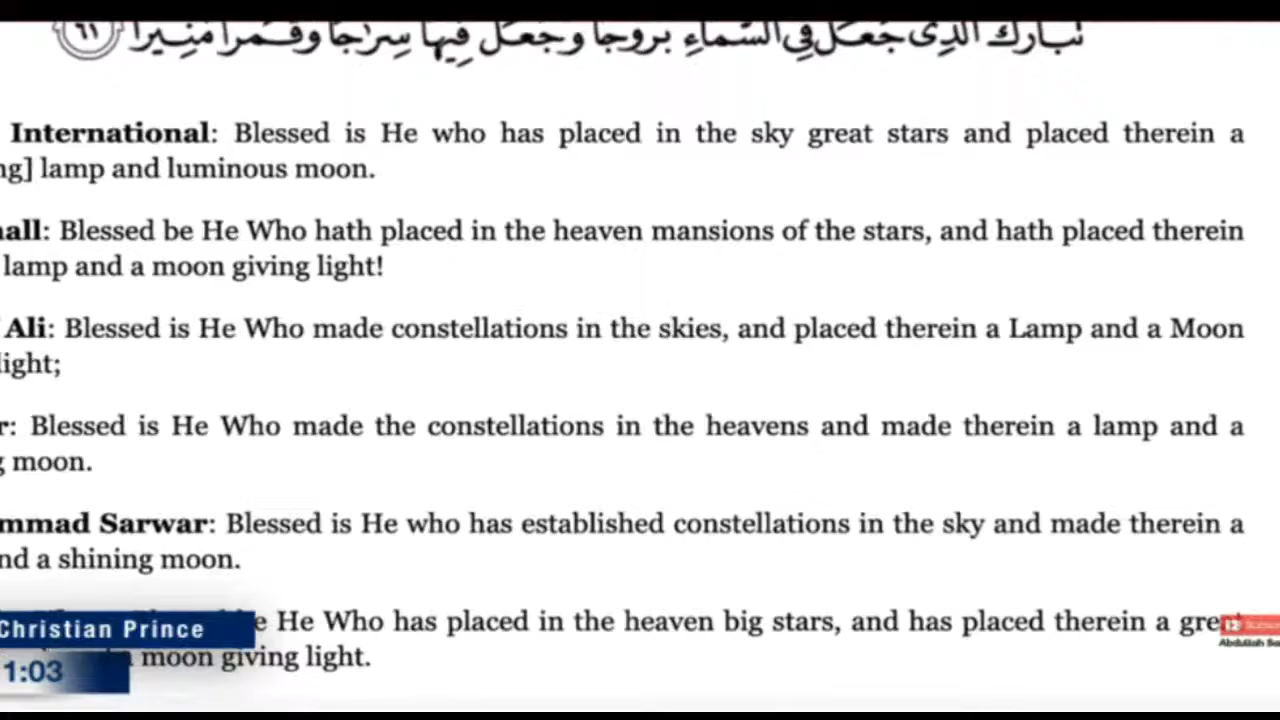 تبارك الذى جعل فى السماء بروجا وجعل فيها سراجا وقمرا منيرا ٦١
International: Blessed is He who has placed in the sky great stars and placed therein a
ng] lamp and luminous moon.
hall: Blessed be He Who hath placed in the heaven mansions of the stars, and hath placed therein
lamp and a moon giving light!
Ali: Blessed is He Who made constellations in the skies, and placed therein a Lamp and a Moon
light;
r: Blessed is He Who made the constellations in the heavens and made therein a lamp and a
g moon.
mmad Sarwar: Blessed is He who has established constellations in the sky and made therein a
nd a shining moon.
He Who has placed in the heaven big stars, and has placed therein a
moon giving light.
Christian Prince
1:03